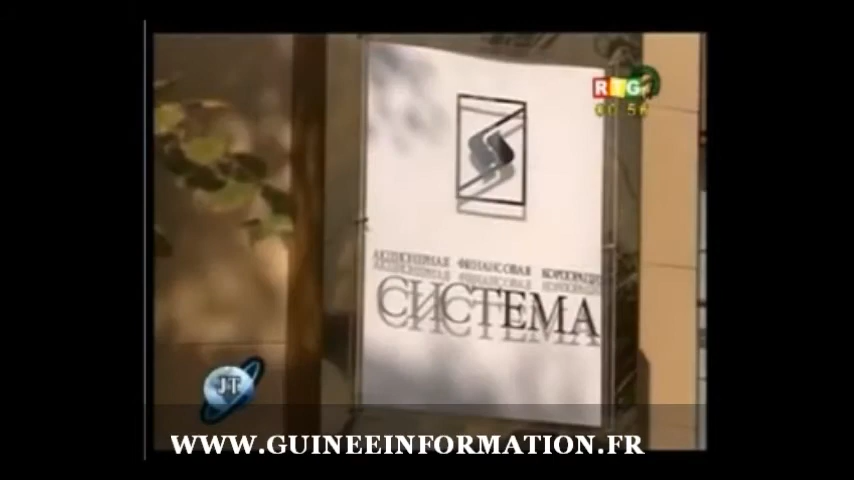 RTG
АКЦИОНЕРНАЯ ФИНАНСОВАЯ КОРПОРАЦИЯ
СИСТЕМА
JT
WWW.GUINEEINFORMATION.FR